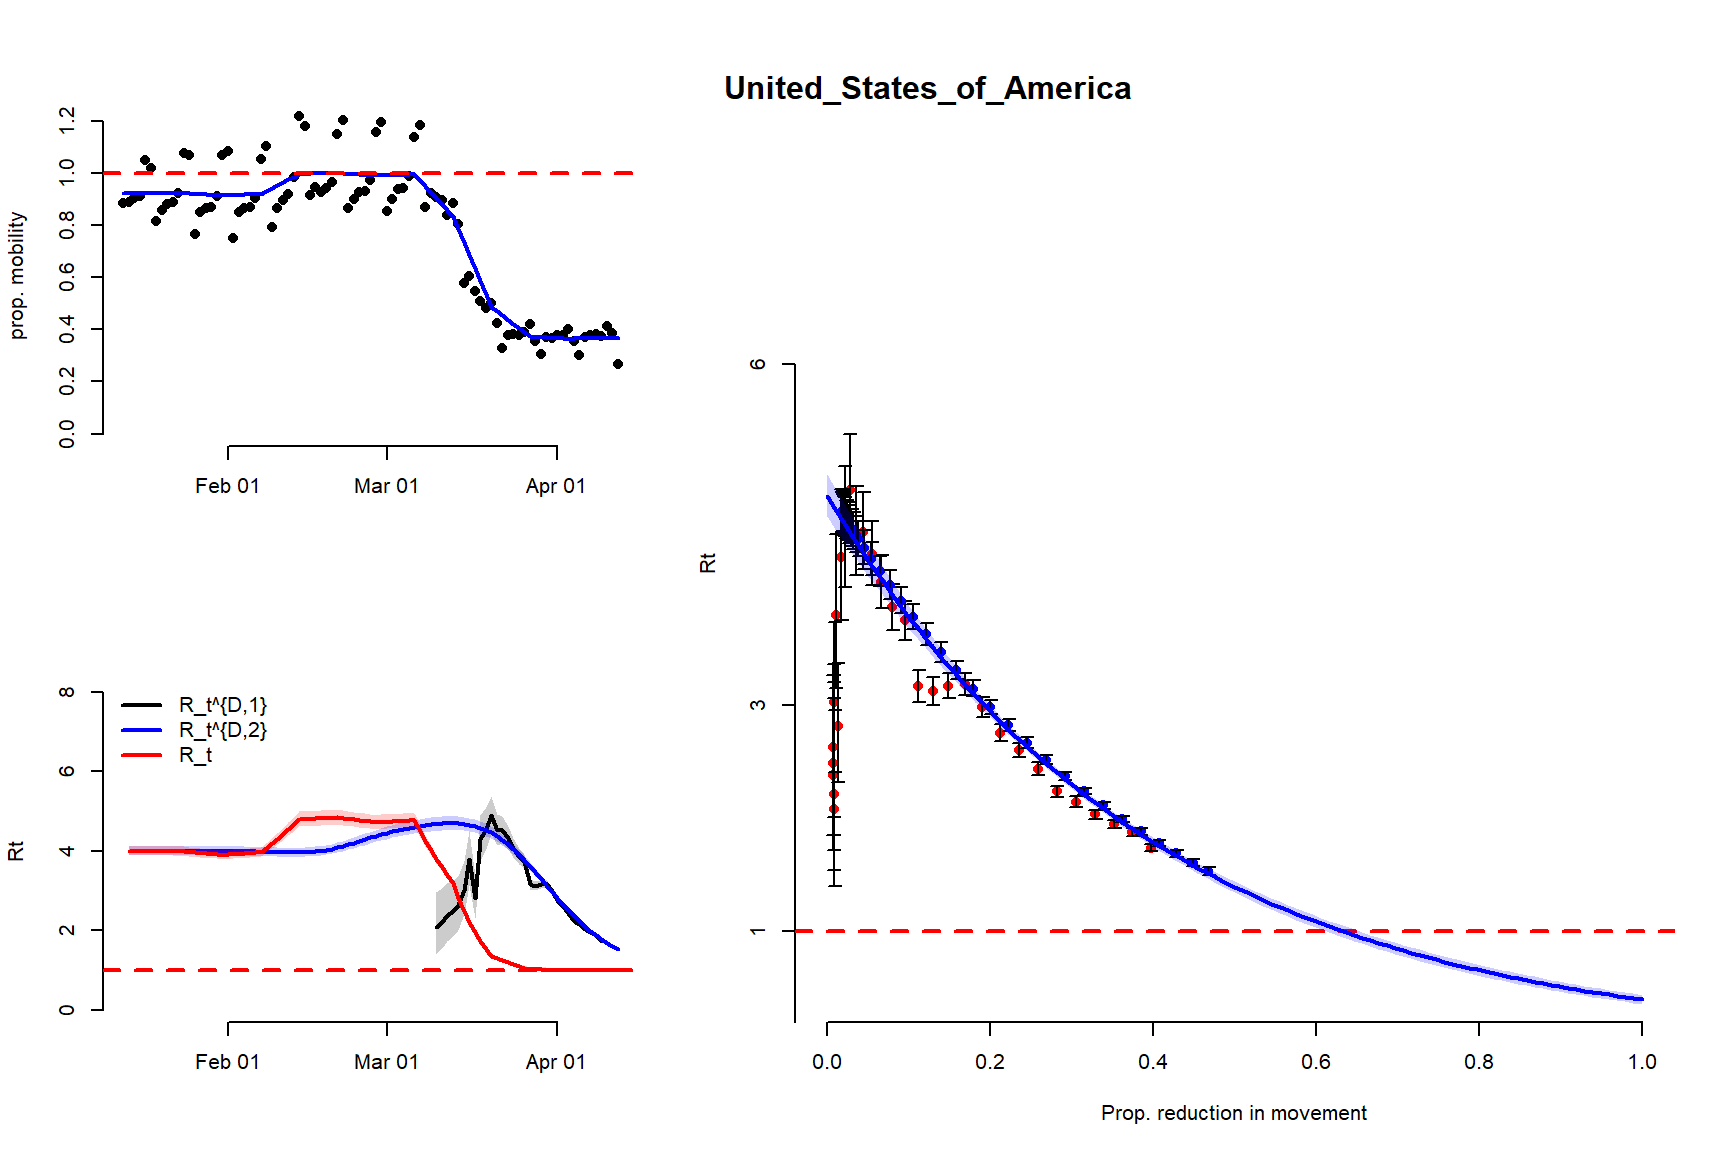 United_States_of_America
prop. mobility
1.2
1.0
0.8
0.6
0.4
0.2
0.0
Feb 01 Mar 01 Apr 01
Rt
8
6
4
2
0
R_t^{D,1}
R_t^{D,2}
R_t
Feb 01 Mar 01 Apr 01
Rt
6
3
1
0.0 0.2 0.4 0.6 0.8 1.0
Prop. reduction in movement